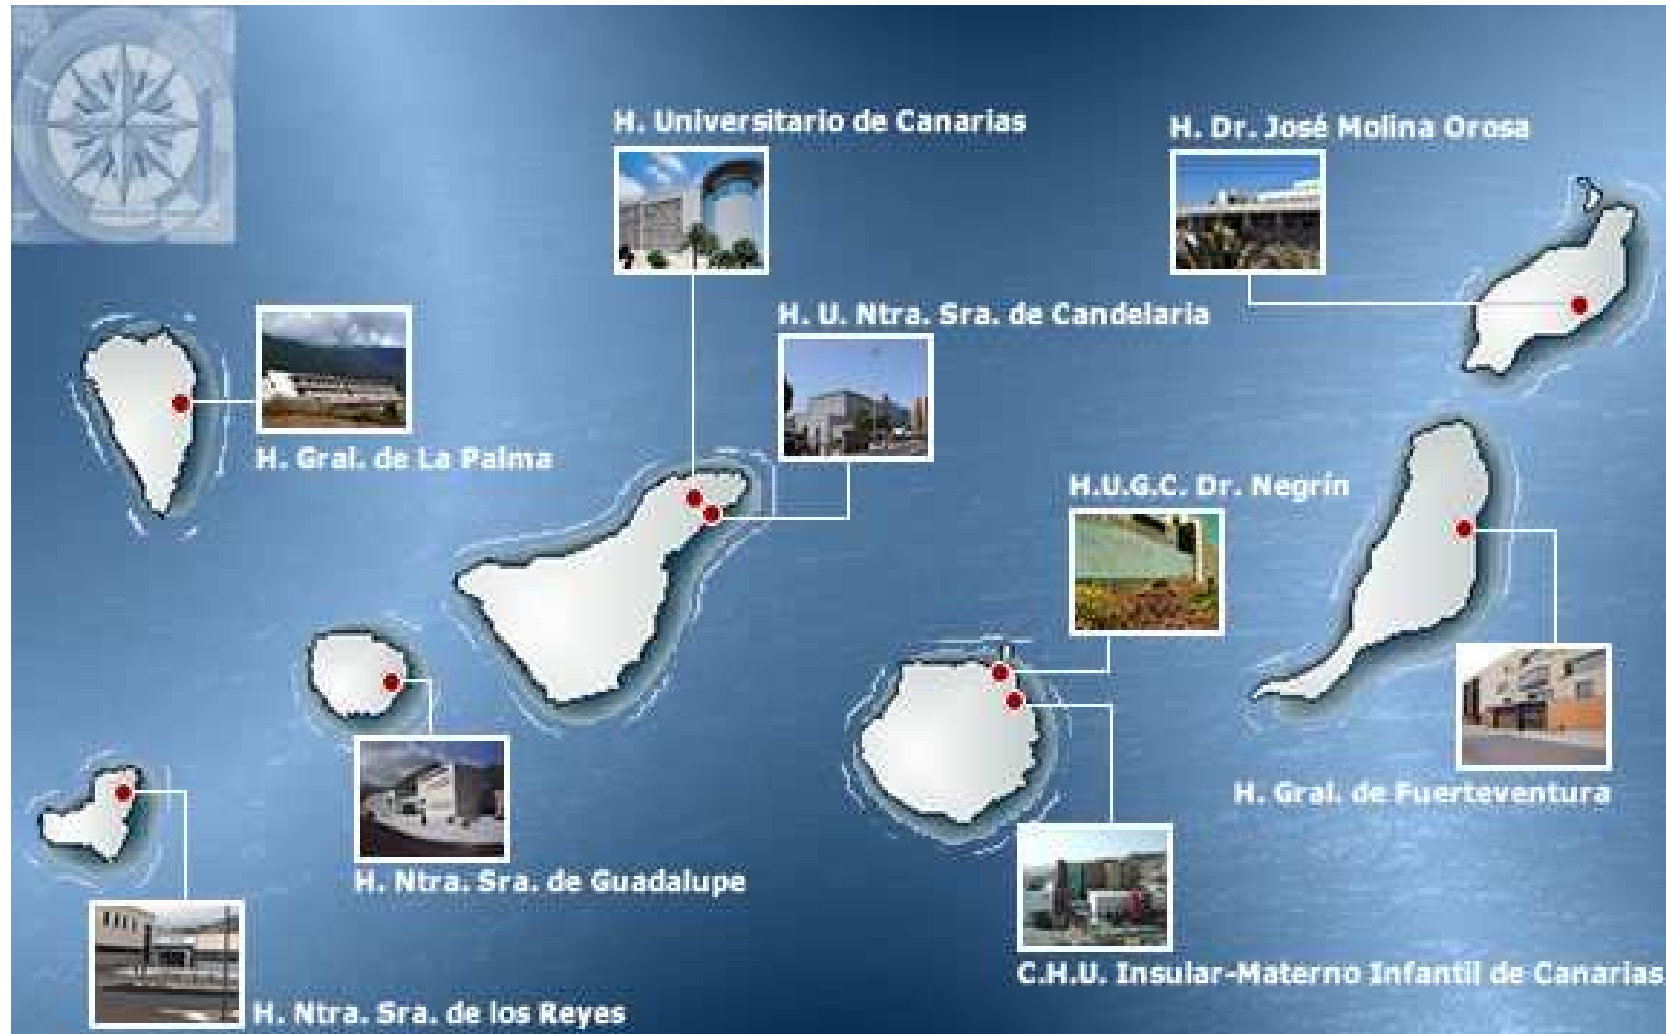 H. Universitario de Canarias
H. Dr. José Molina Orosa
H. U. Ntra. Sra. de Candelaria
H. Gral. de La Palma
H.U.G.C. Dr. Negrín
H. Gral. de Fuerteventura
H. Ntra. Sra. de Guadalupe
C.H.U. Insular-Materno Infantil de Canarias
H. Ntra. Sra. de los Reyes